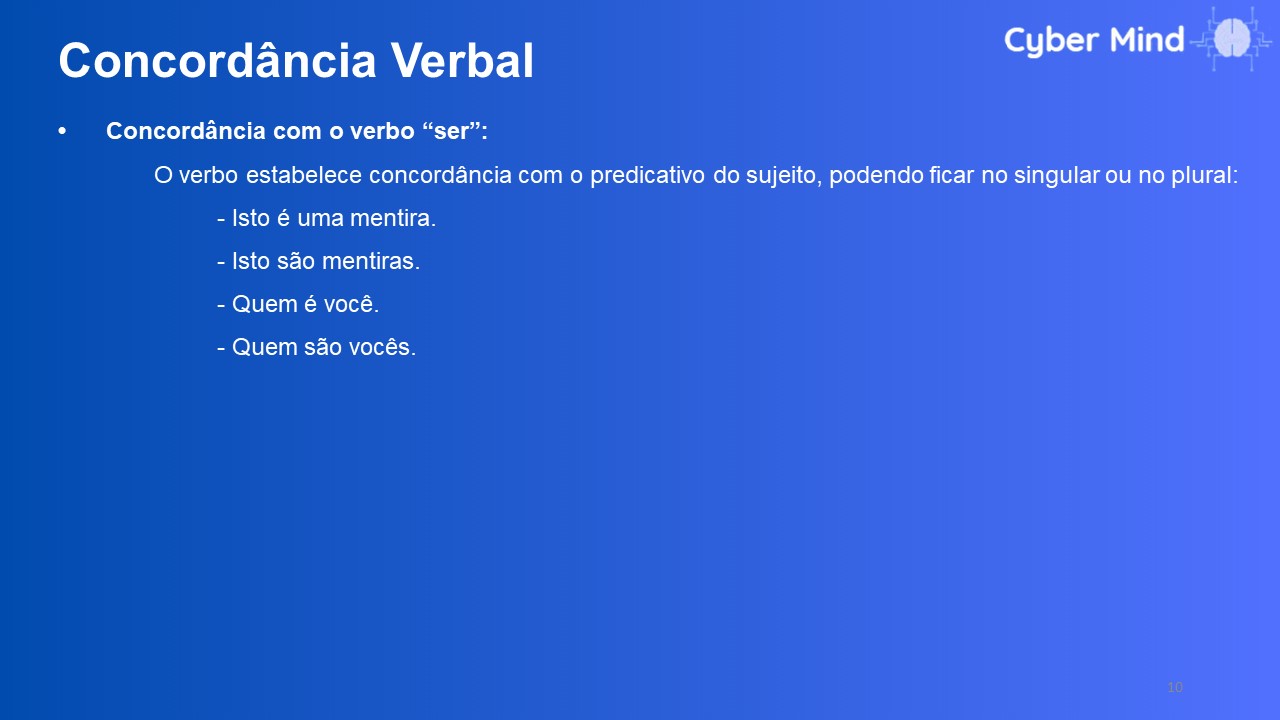 Concordância Verbal
Cyber Mind
• Concordância com o verbo “ser”:
O verbo estabelece concordância com o predicativo do sujeito, podendo ficar no singular ou no plural:
- Isto é uma mentira.
- Isto são mentiras.
- Quem é você.
- Quem são vocês.
10